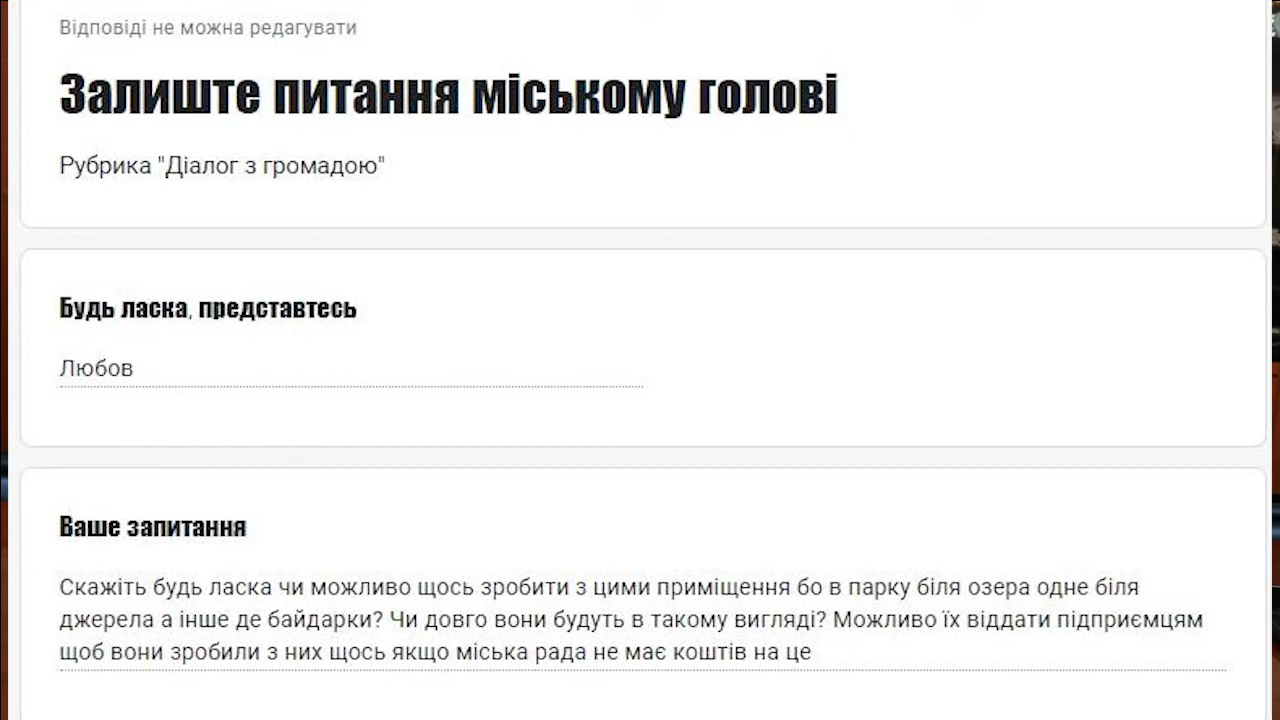 Відповіді не можна редагувати
Залиште питання міському голові
Рубрика "Діалог з громадою"
Будь ласка, представтесь
Любов
Ваше запитання
Скажіть будь ласка чи можливо щось зробити з цими приміщення бо в парку біля озера одне біля
джерела а інше де байдарки? Чи довго вони будуть в такому вигляді? Можливо їх віддати підприємцям
щоб вони зробили з них щось якщо міська рада не має коштів на це